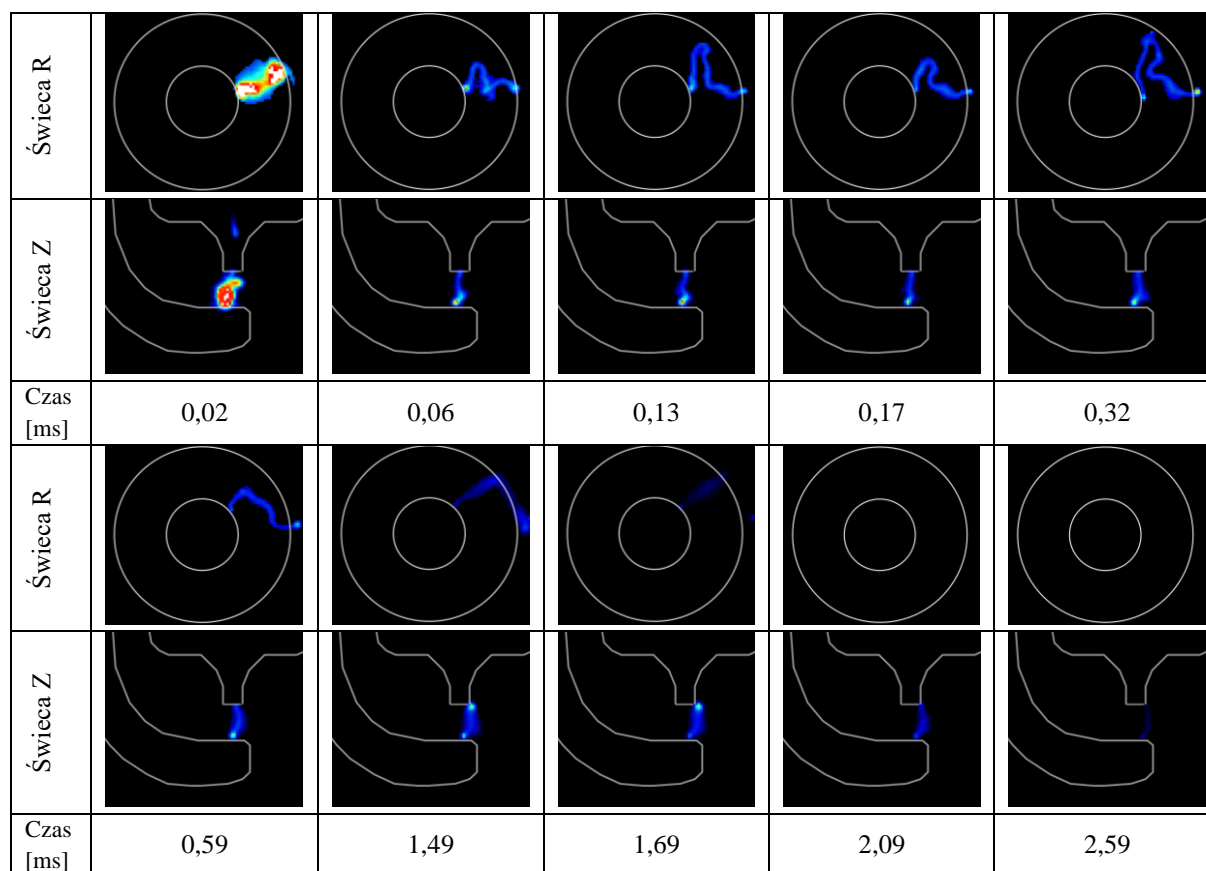 Świeca R
Świeca Z
Czas [ms] 0,02 0,06 0,13 0,17 0,32
Świeca R
Świeca Z
Czas [ms] 0,59 1,49 1,69 2,09 2,59